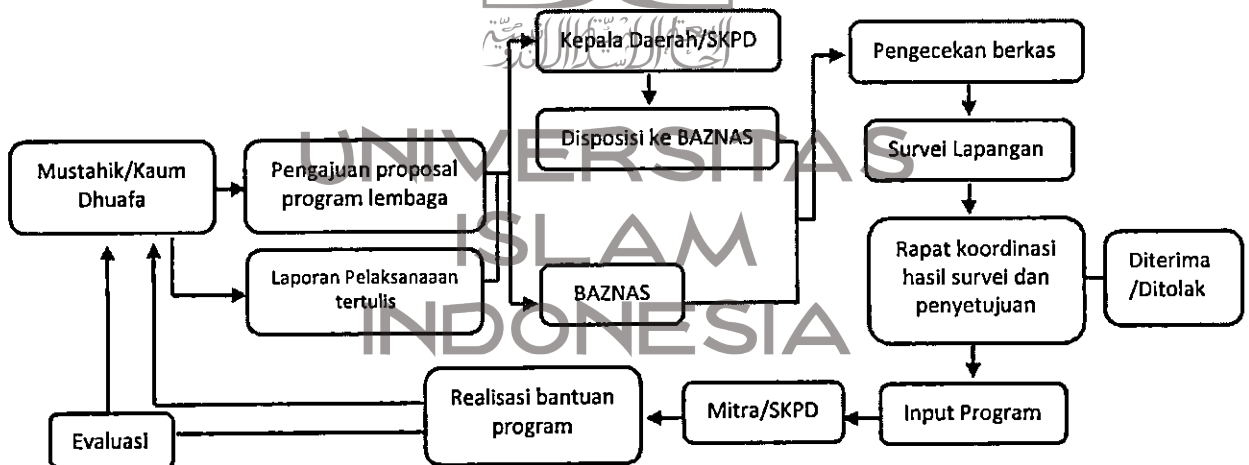 Kepala Daerah/SKPD
Pengecekan berkas
Disposisi ke BAZNAS
Survei Lapangan
Mustahik/Kaum
Dhuafa
Pengajuan proposal
program lembaga
UNIVERSITAS
ISLAM
INDONESIA
Laporan Pelaksanaaan
tertulis
BAZNAS
Rapat koordinasi
hasil survei dan
penyetujuan
Diterima
/Ditolak
Realisasi bantuan
program
Mitra/SKPD
Input Program
Evaluasi